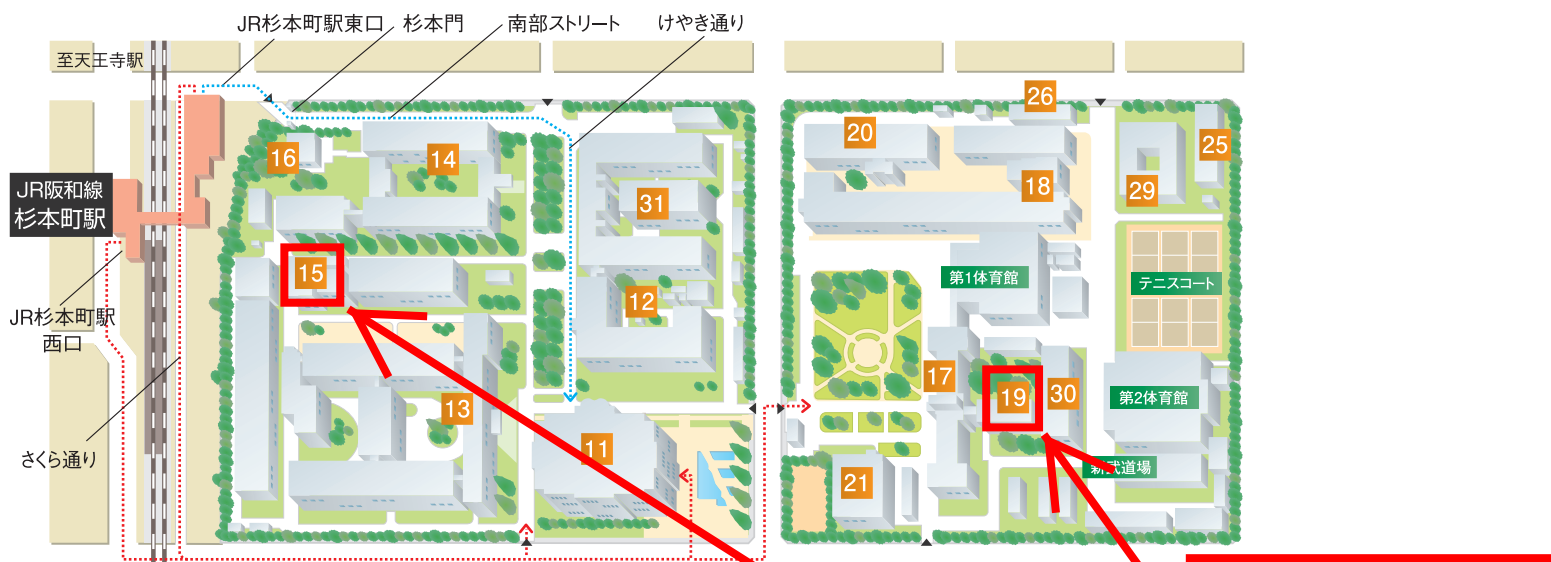 JR杉本町駅東口
杉本門
南部ストリート
けやき通り
至天王寺駅
JR阪和線
杉本町駅
JR杉本町駅
西口
さくら通り
16
14
15
13
31
12
11
20
26
18
25
29
第1体育館
テニスコート
17
19
30
第2体育館
21
新武道場